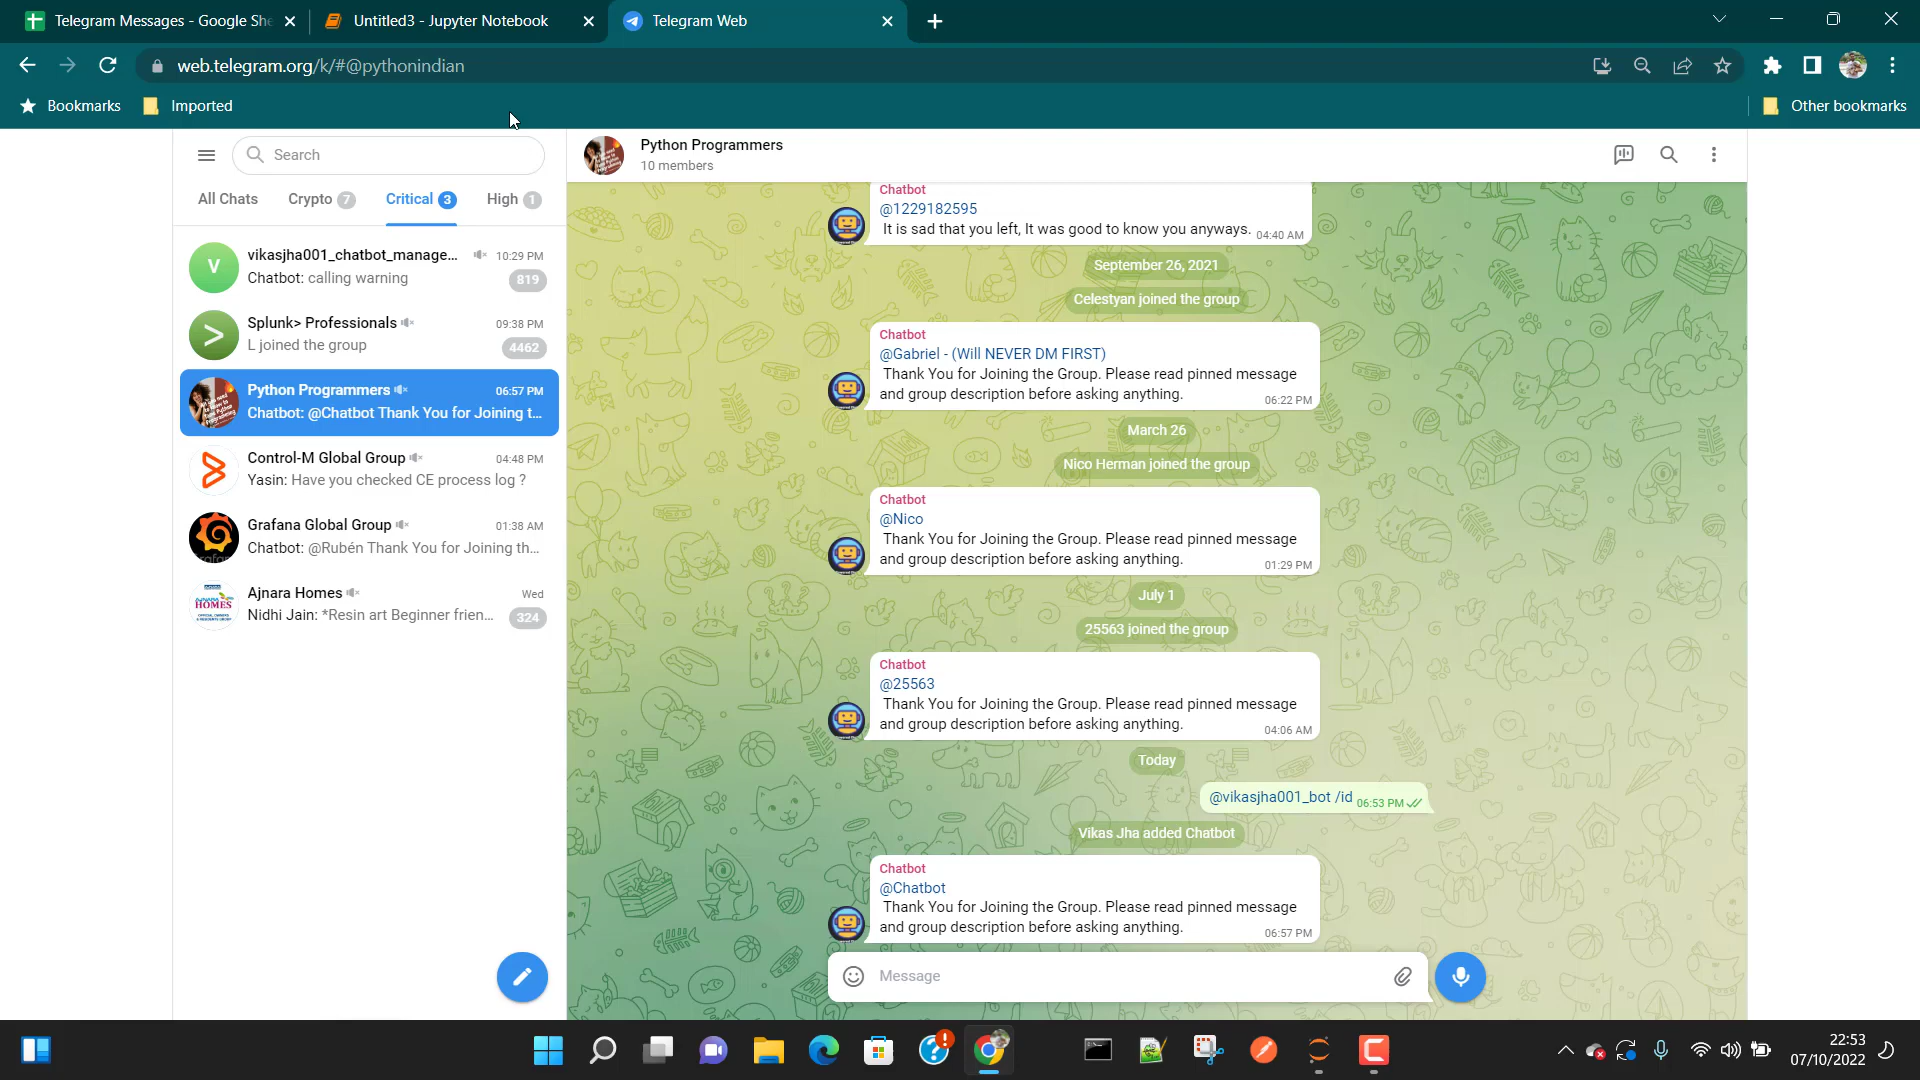 Telegram Messages - Google She
Untitled3 - Jupyter Notebook
Telegram Web
web.telegram.org/k/#@pythonindian
Bookmarks
Imported
Other bookmarks
Search
All Chats
Crypto 7
Critical 3
High 1
vikasjha001_chatbot_manage... 10:29 PM
Chatbot: calling warning 819
Splunk> Professionals 09:38 PM
L joined the group 4462
Python Programmers 06:57 PM
Chatbot: @Chatbot Thank You for Joining t...
Control-M Global Group 04:48 PM
Yasin: Have you checked CE process log ?
Grafana Global Group 01:38 AM
Chatbot: @Rubén Thank You for Joining th...
Ajnara Homes Wed
Nidhi Jain: *Resin art Beginner frien... 324
V
HOMES
Python Programmers
10 members
Chatbot
@1229182595
It is sad that you left, It was good to know you anyways. 04:40 AM
September 26, 2021
Celestyan joined the group
Chatbot
@Gabriel - (Will NEVER DM FIRST)
Thank You for Joining the Group. Please read pinned message
and group description before asking anything. 06:22 PM
March 26
Nico Herman joined the group
Chatbot
@Nico
Thank You for Joining the Group. Please read pinned message
and group description before asking anything. 01:29 PM
July 1
25563 joined the group
Chatbot
@25563
Thank You for Joining the Group. Please read pinned message
and group description before asking anything. 04:06 AM
Today
@vikasjha001_bot /id 06:53 PM
Vikas Jha added Chatbot
Chatbot
@Chatbot
Thank You for Joining the Group. Please read pinned message
and group description before asking anything. 06:57 PM
Message
22:53
07/10/2022